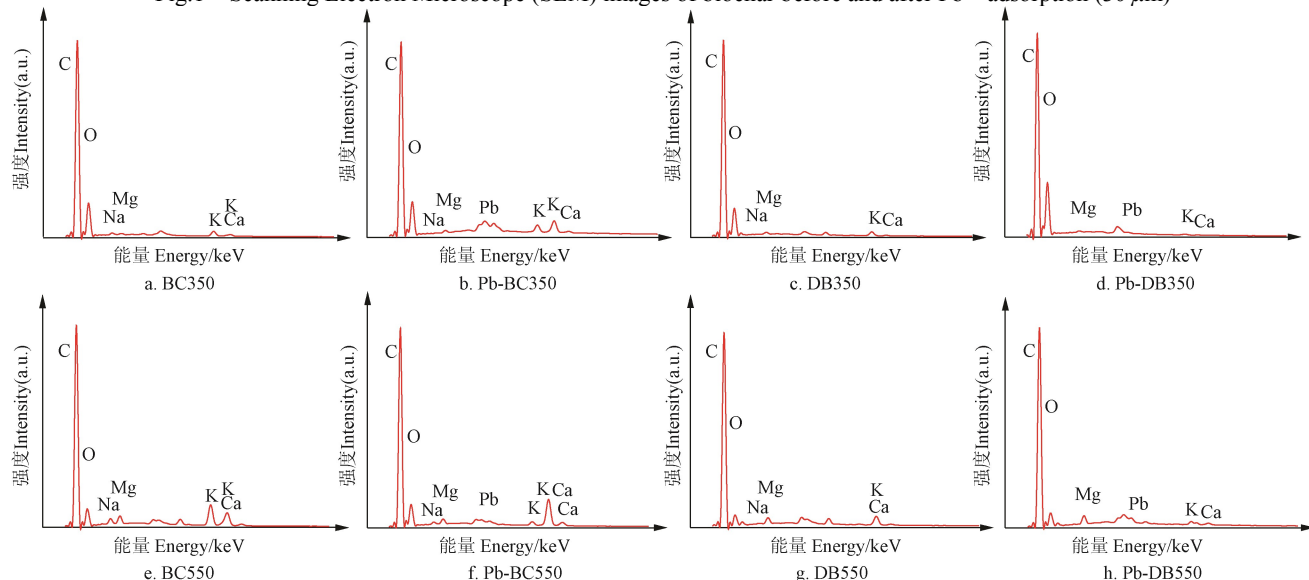 Fig.1 Scanning Electron Microscope (SEM) images of biochar before and after Pb²⁺ adsorption (50 μm)
强度Intensity(a.u.)
C
O
Na
Mg
K
K
Ca
能量 Energy/keV
a. BC350
强度Intensity(a.u.)
C
O
Na
Mg
Pb
K
K
Ca
能量 Energy/keV
b. Pb-BC350
强度Intensity(a.u.)
C
O
Na
Mg
K
Ca
能量 Energy/keV
c. DB350
强度Intensity(a.u.)
C
O
Mg
Pb
K
Ca
能量 Energy/keV
d. Pb-DB350
强度Intensity(a.u.)
C
O
Na
Mg
K
K
Ca
能量 Energy/keV
e. BC550
强度Intensity(a.u.)
C
O
Na
Mg
Pb
K
K
Ca
Ca
能量 Energy/keV
f. Pb-BC550
强度Intensity(a.u.)
C
O
Na
Mg
K
Ca
能量 Energy/keV
g. DB550
强度Intensity(a.u.)
C
O
Mg
Pb
K
Ca
能量 Energy/keV
h. Pb-DB550